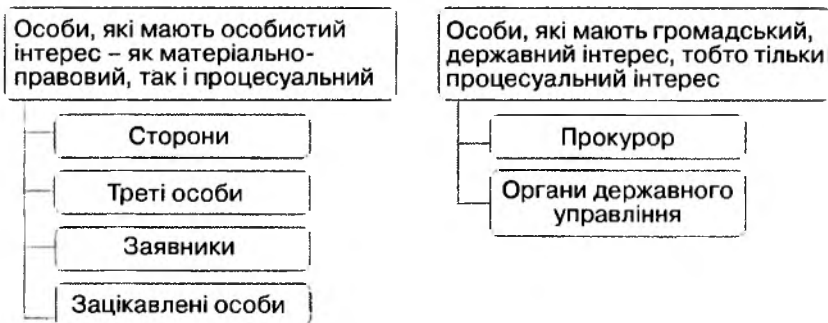 Особи, які мають особистий
інтерес – як матеріально-
правовий, так і процесуальний
Сторони
Треті особи
Заявники
Зацікавлені особи
Особи, які мають громадський,
державний інтерес, тобто тільки
процесуальний інтерес
Прокурор
Органи державного
управління